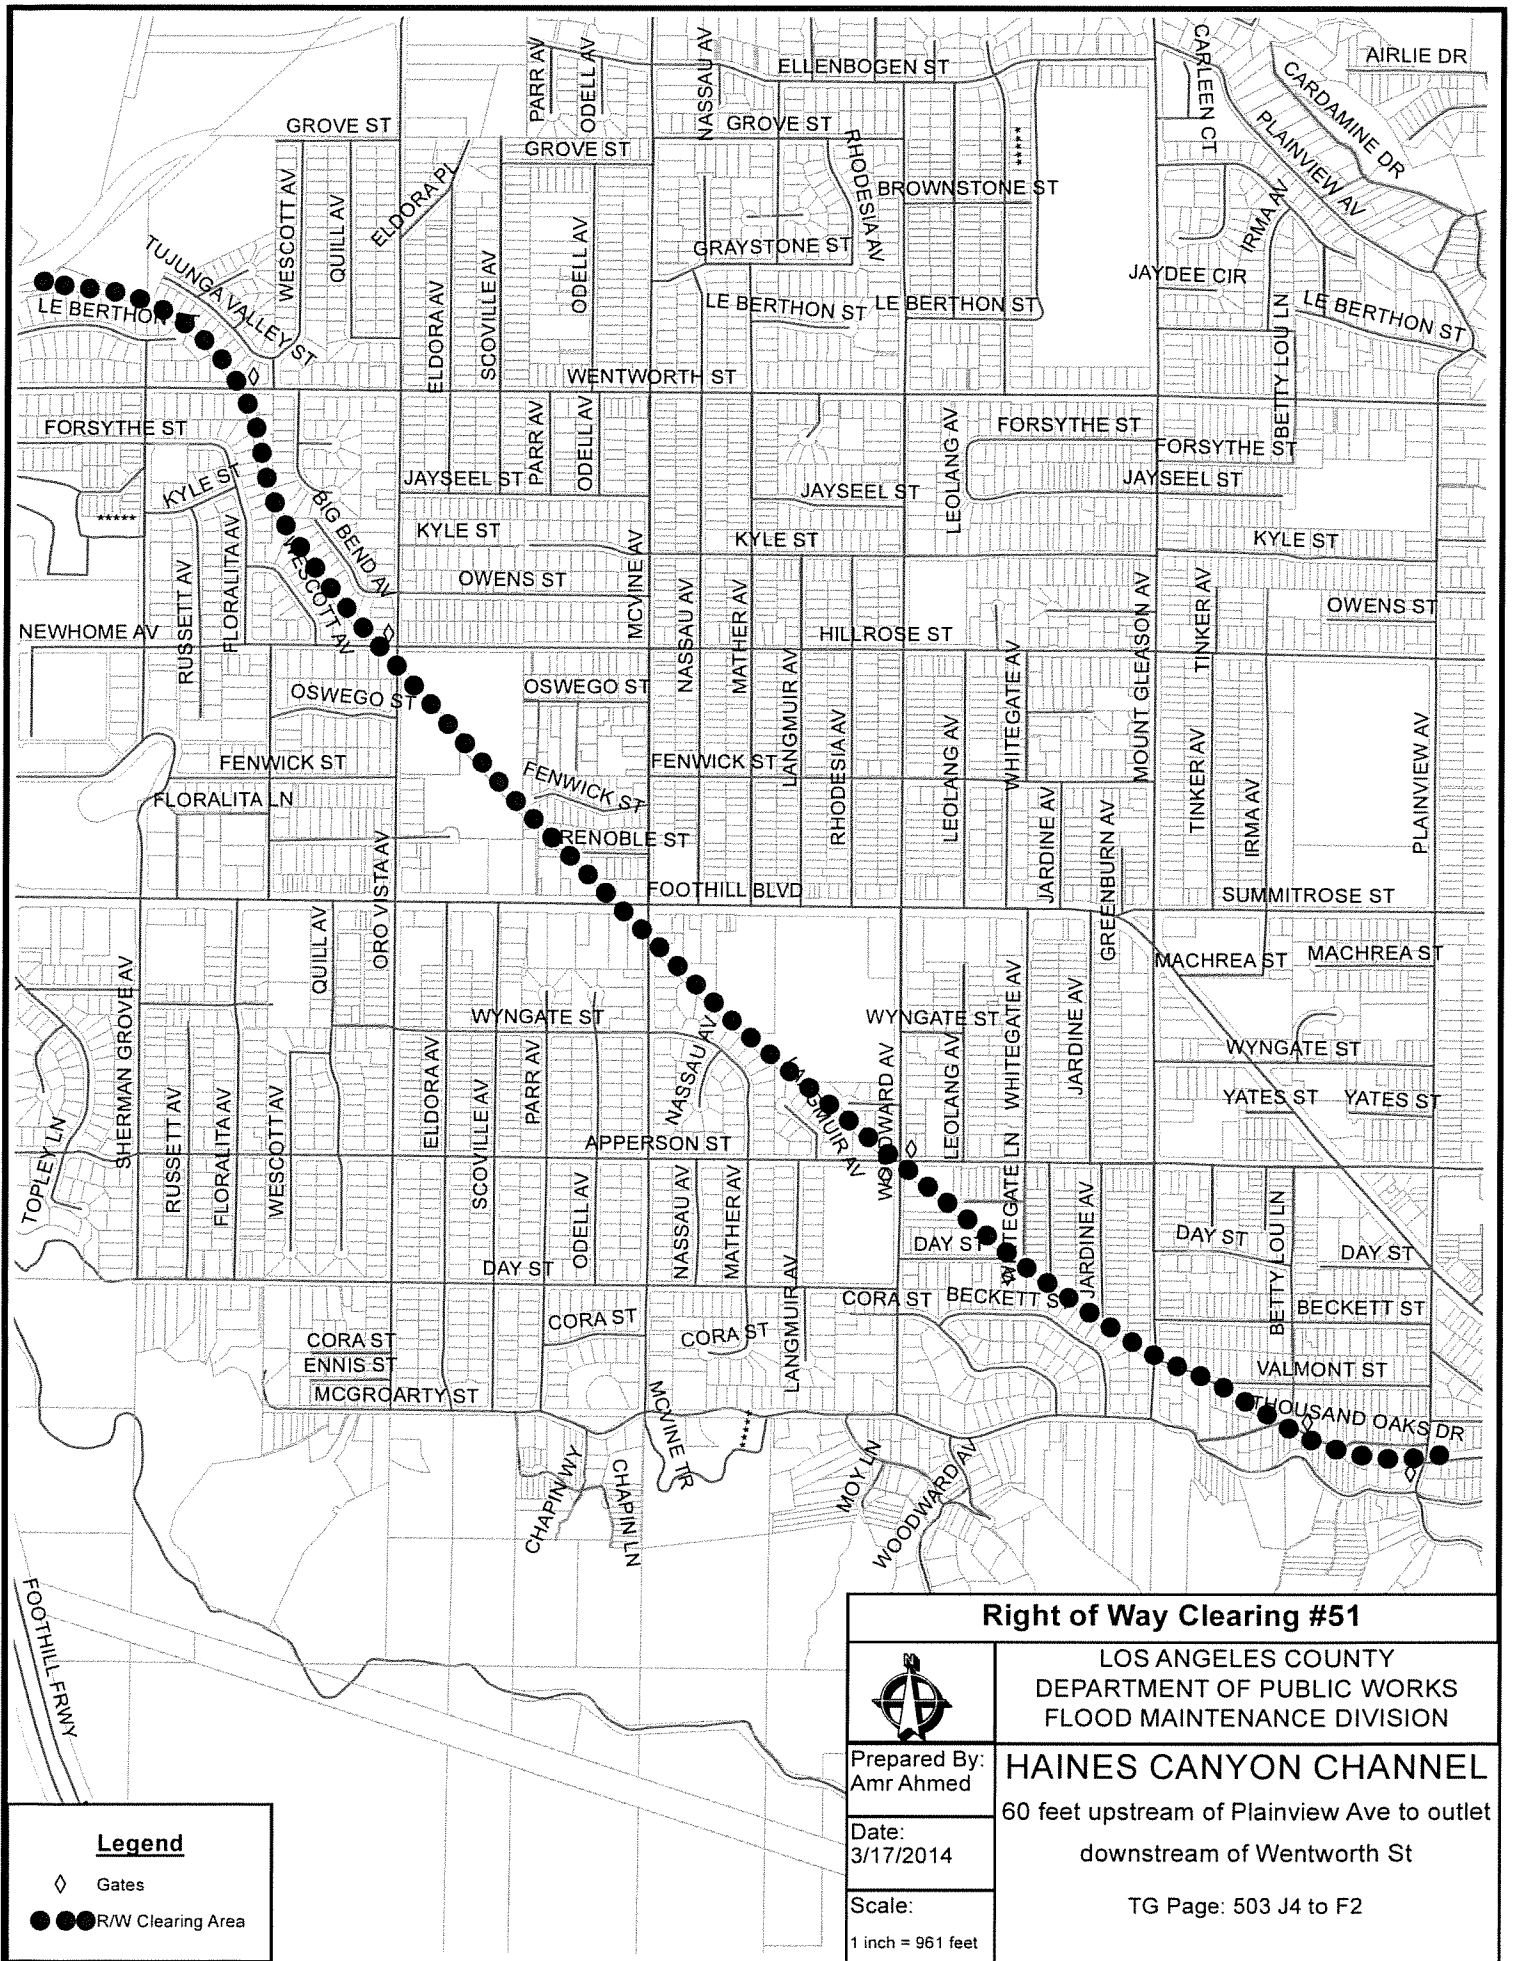 PARR AV
ODELL AV
NASSAU AV
ELLENBOGEN ST
CARLEEN CT
AIRLIE DR
CARDAMINE DR
PLAINVIEW AV
GROVE ST
GROVE ST
GROVE ST
RHODESIA AV
*****
BROWNSTONE ST
WESCOTT AV
QUILL AV
ELDORA PL
ODELL AV
GRAYSTONE ST
IRMA AV
JAYDEE CIR
TUJUNGA VALLEY ST
LE BERTHON
ELDORA AV
SCOVILLE AV
LE BERTHON ST
LE BERTHON ST
BETTY LOU LN
LE BERTHON ST
WENTWORTH ST
FORSYTHE ST
PARR AV
ODELL AV
LEOLANG AV
FORSYTHE ST
FORSYTHE ST
KYLE ST
*****
JAYSEEL ST
JAYSEEL ST
JAYSEEL ST
BIG BEND AV
KYLE ST
KYLE ST
KYLE ST
RUSSETT AV
FLORALITA AV
WESCOTT AV
OWENS ST
MCVINE AV
NASSAU AV
MATHER AV
MOUNT GLEASON AV
TINKER AV
OWENS ST
NEWHOME AV
HILLROSE ST
OSWEGO ST
OSWEGO ST
LANGMUIR AV
WHITEGATE AV
FENWICK ST
FENWICK ST
FENWICK ST
RHODESIA AV
LEOLANG AV
TINKER AV
IRMA AV
PLAINVIEW AV
FLORALITA LN
ORO VISTA AV
RENOBLE ST
JARDINE AV
GREENBURN AV
FOOTHILL BLVD
SUMMITROSE ST
QUILL AV
MACHREA ST
MACHREA ST
SHERMAN GROVE AV
WYNGATE ST
WYNGATE ST
WHITEGATE AV
JARDINE AV
WYNGATE ST
TOPLEY LN
RUSSETT AV
FLORALITA AV
WESCOTT AV
ELDORA AV
SCOVILLE AV
PARR AV
NASSAU AV
LANGMUIR AV
WOODWARD AV
LEOLANG AV
YATES ST
YATES ST
APPERSON ST
ODELL AV
NASSAU AV
MATHER AV
WHITEGATE LN
JARDINE AV
DAY ST
DAY ST
DAY ST
DAY ST
LANGMUIR AV
CORA ST
BECKETT ST
BETTY LOU LN
BECKETT ST
CORA ST
CORA ST
CORA ST
ENNIS ST
MCGROARTY ST
VALMONT ST
THOUSAND OAKS DR
MCVINE TR
*****
CHAPIN WY
CHAPIN LN
MOY LN
WOODWARD AV
FOOTHILL FRWY
Right of Way Clearing #51
N
LOS ANGELES COUNTY
DEPARTMENT OF PUBLIC WORKS
FLOOD MAINTENANCE DIVISION
Prepared By:
Amr Ahmed
HAINES CANYON CHANNEL
60 feet upstream of Plainview Ave to outlet
downstream of Wentworth St
Date:
3/17/2014
TG Page: 503 J4 to F2
Scale:
1 inch = 961 feet
Legend
Gates
R/W Clearing Area